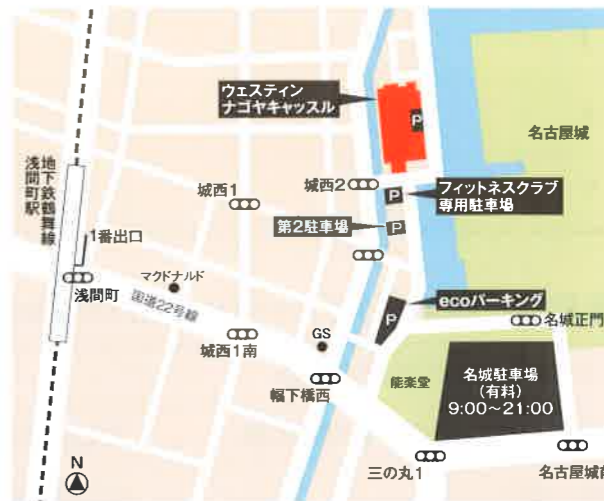 ウェスティン
ナゴヤキャッスル
P
名古屋城
地下鉄鶴舞線
浅間町駅
城西1
城西2
P
フィットネスクラブ
専用駐車場
第2駐車場
P
1番出口
マクドナルド
浅間町
国道22号線
ecoパーキング
P
名城正門
城西1南
GS
能楽堂
名城駐車場
(有料)
9:00～21:00
幅下橋西
三の丸1
名古屋城前
N